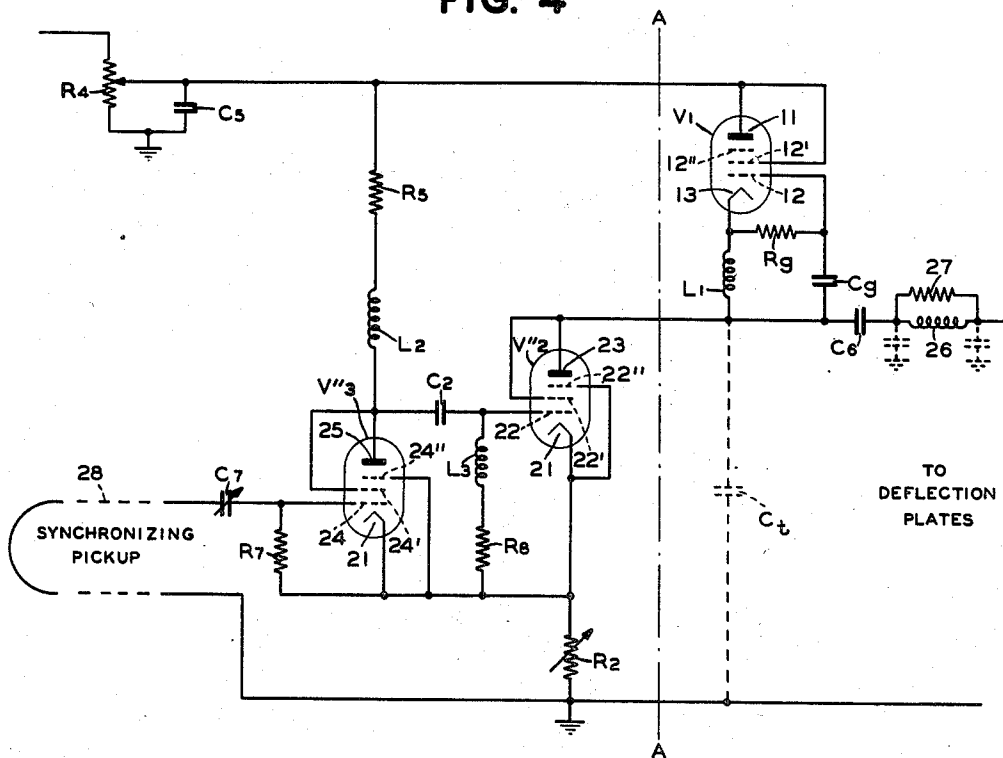 FIG. 4
A
R4
C5
V1
11
12"
12'
12
13
R5
Rg
L1
Cg
27
C6
26
L2
V"2
23
22"
V"3
C2
25
24"
22
22'
21
L3
28
C7
SYNCHRONIZING
PICKUP
24
24'
R7
21
R8
Ct
TO
DEFLECTION
PLATES
R2
A